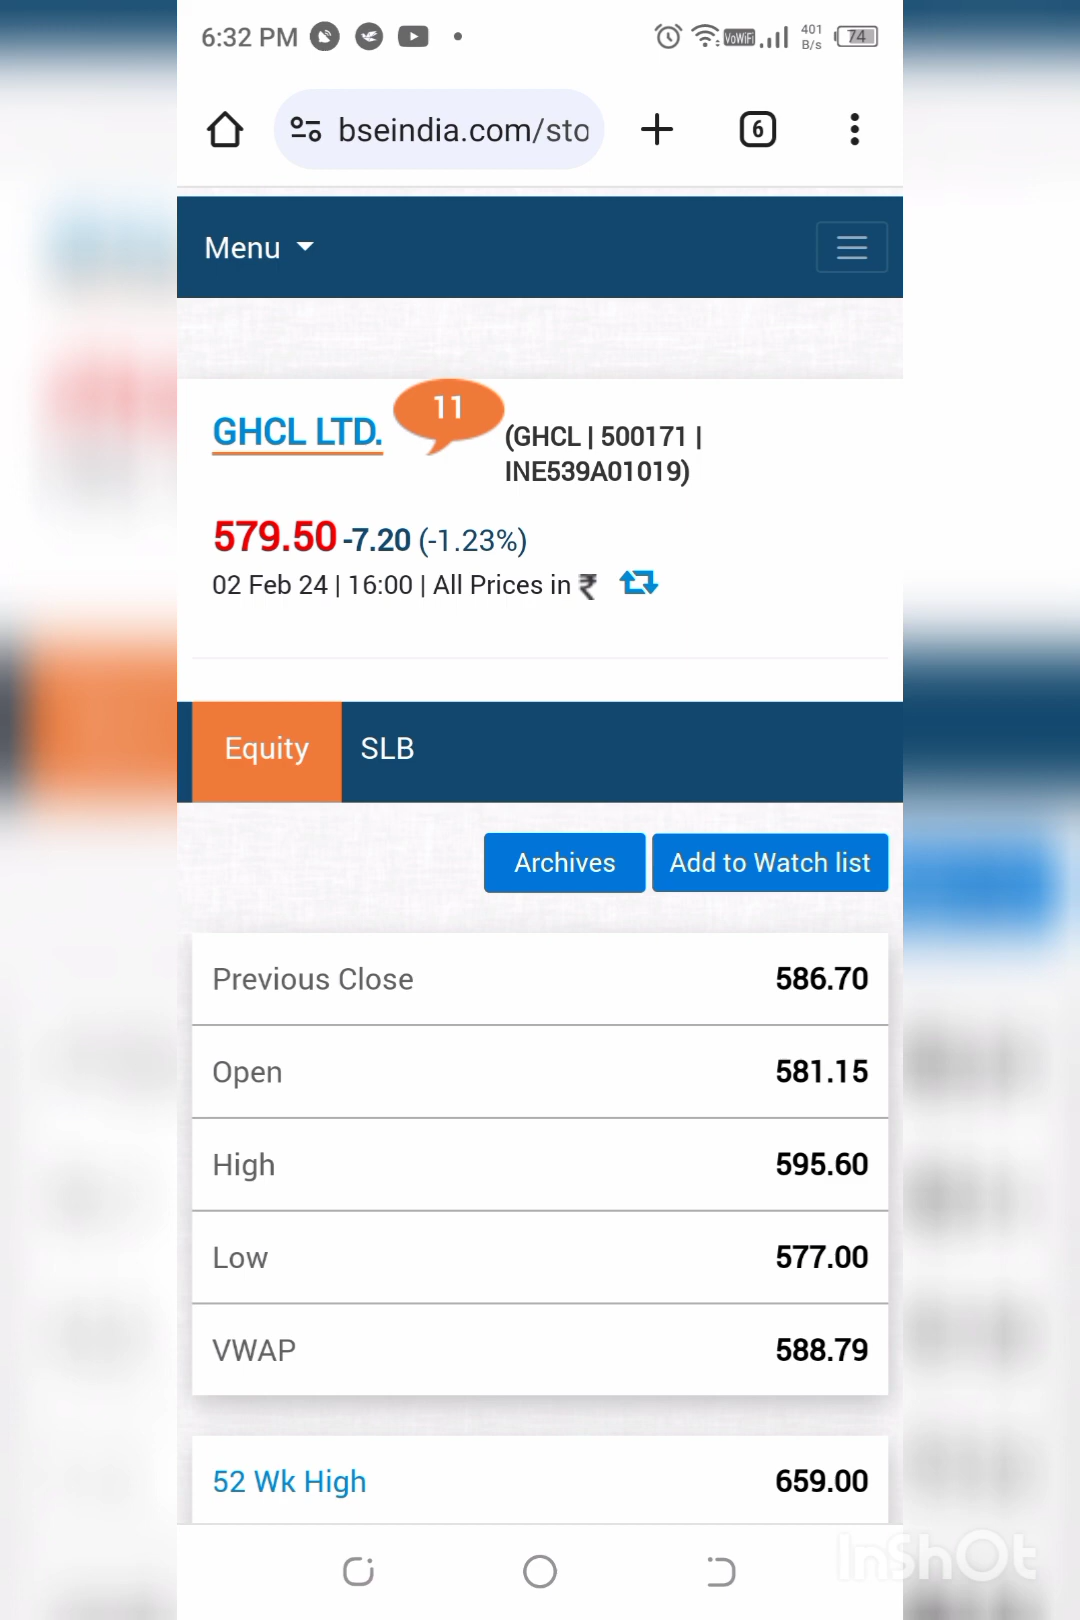 6:32 PM
VoWiFi 401 B/s 74
bseindia.com/sto
6
Menu
GHCL LTD.
11
(GHCL | 500171 |
INE539A01019)
579.50 -7.20 (-1.23%)
02 Feb 24 | 16:00 | All Prices in ₹
Equity SLB
Archives Add to Watch list
Previous Close 586.70
Open 581.15
High 595.60
Low 577.00
VWAP 588.79
52 Wk High 659.00
InShOt